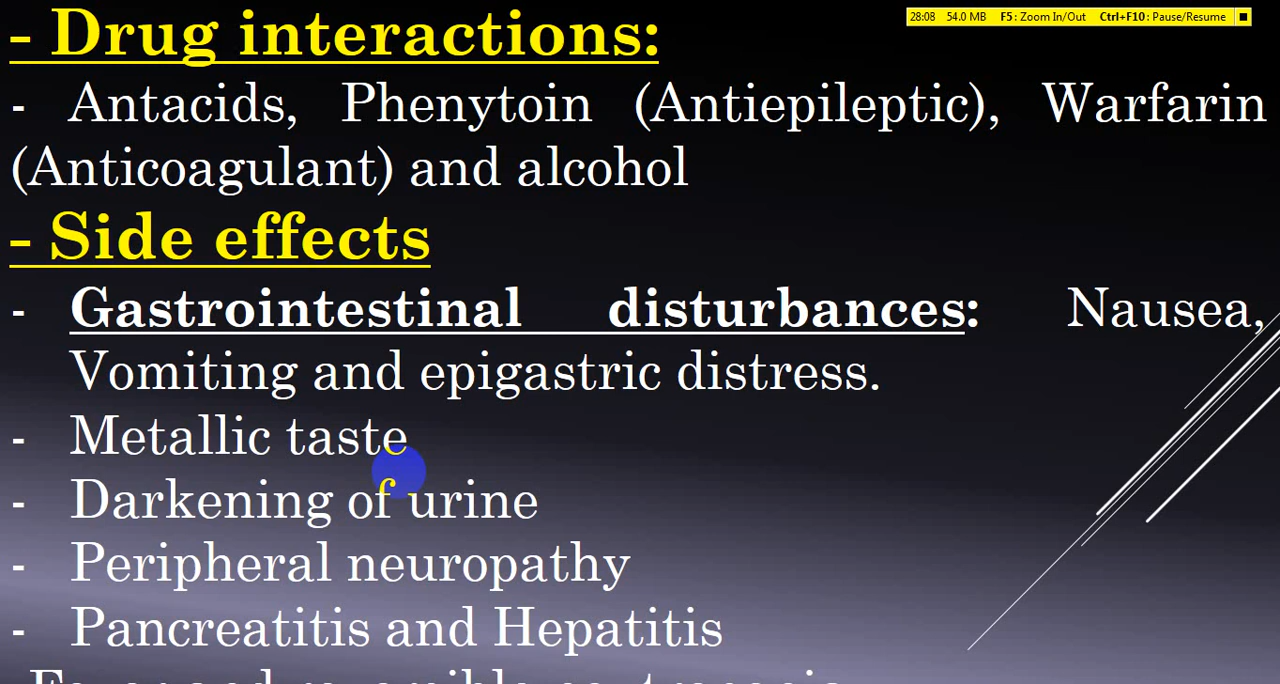 28:08 54.0 MB F5: Zoom In/Out Ctrl+F10: Pause/Resume
- Drug interactions:
- Antacids, Phenytoin (Antiepileptic), Warfarin
(Anticoagulant) and alcohol
- Side effects
- Gastrointestinal disturbances: Nausea,
Vomiting and epigastric distress.
- Metallic taste
- Darkening of urine
- Peripheral neuropathy
- Pancreatitis and Hepatitis